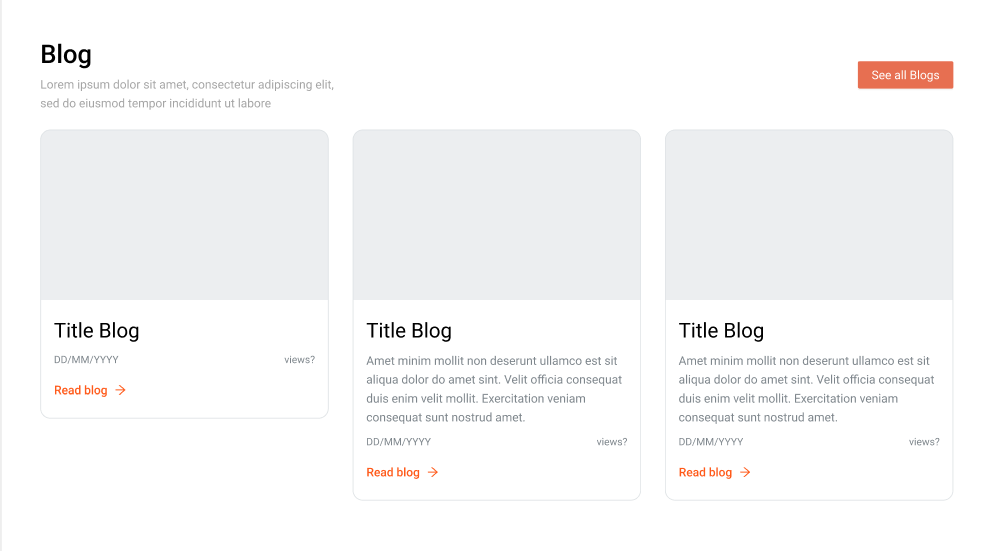 Blog
Lorem ipsum dolor sit amet, consectetur adipiscing elit,
sed do eiusmod tempor incididunt ut labore
See all Blogs
Title Blog
DD/MM/YYYY views?
Read blog →
Title Blog
Amet minim mollit non deserunt ullamco est sit
aliqua dolor do amet sint. Velit officia consequat
duis enim velit mollit. Exercitation veniam
consequat sunt nostrud amet.
DD/MM/YYYY views?
Read blog →
Title Blog
Amet minim mollit non deserunt ullamco est sit
aliqua dolor do amet sint. Velit officia consequat
duis enim velit mollit. Exercitation veniam
consequat sunt nostrud amet.
DD/MM/YYYY views?
Read blog →